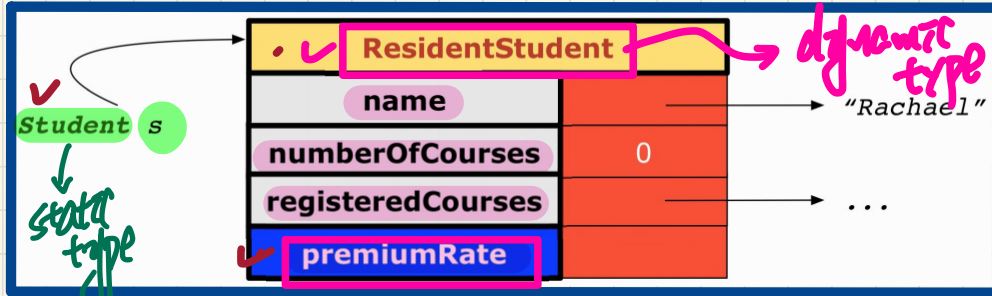 ResidentStudent
dynamic
type
name
"Rachael"
Student s
numberOfCourses 0
static
type
registeredCourses ...
premiumRate